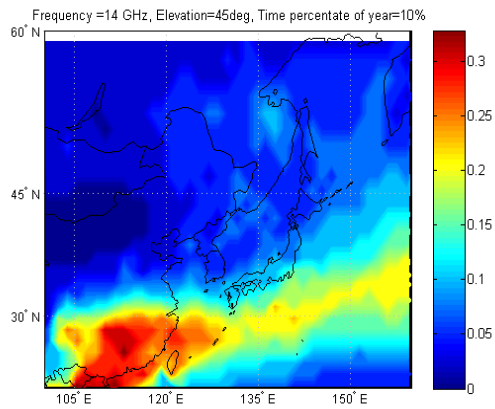 Frequency =14 GHz, Elevation=45deg, Time percentate of year=10%
60° N
45° N
30° N
105° E 120° E 135° E 150° E
0.3
0.25
0.2
0.15
0.1
0.05
0